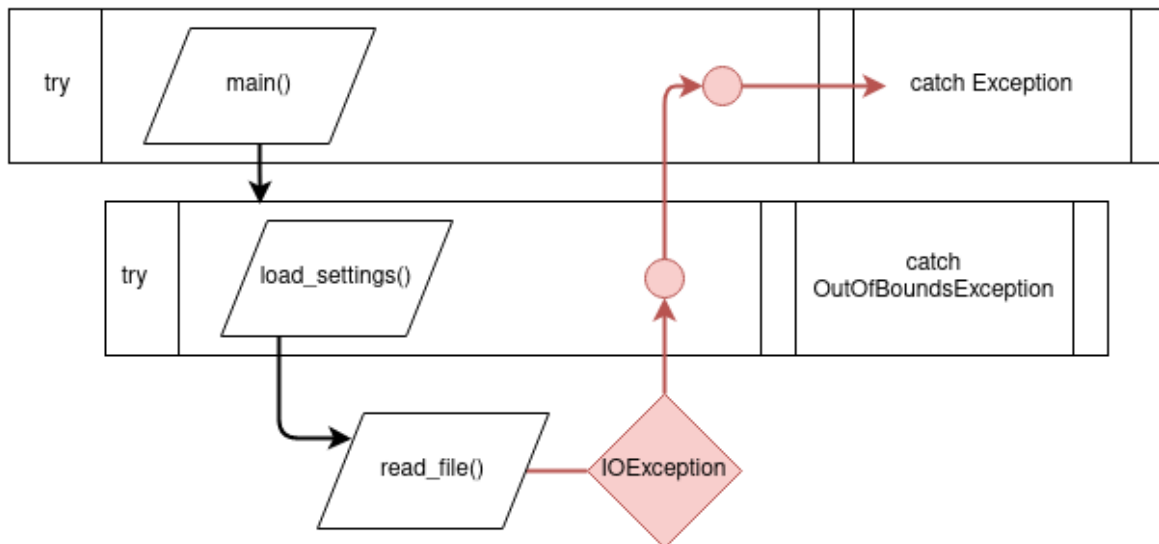 try
main()
catch Exception
try
load_settings()
catch
OutOfBoundsException
read_file()
IOException